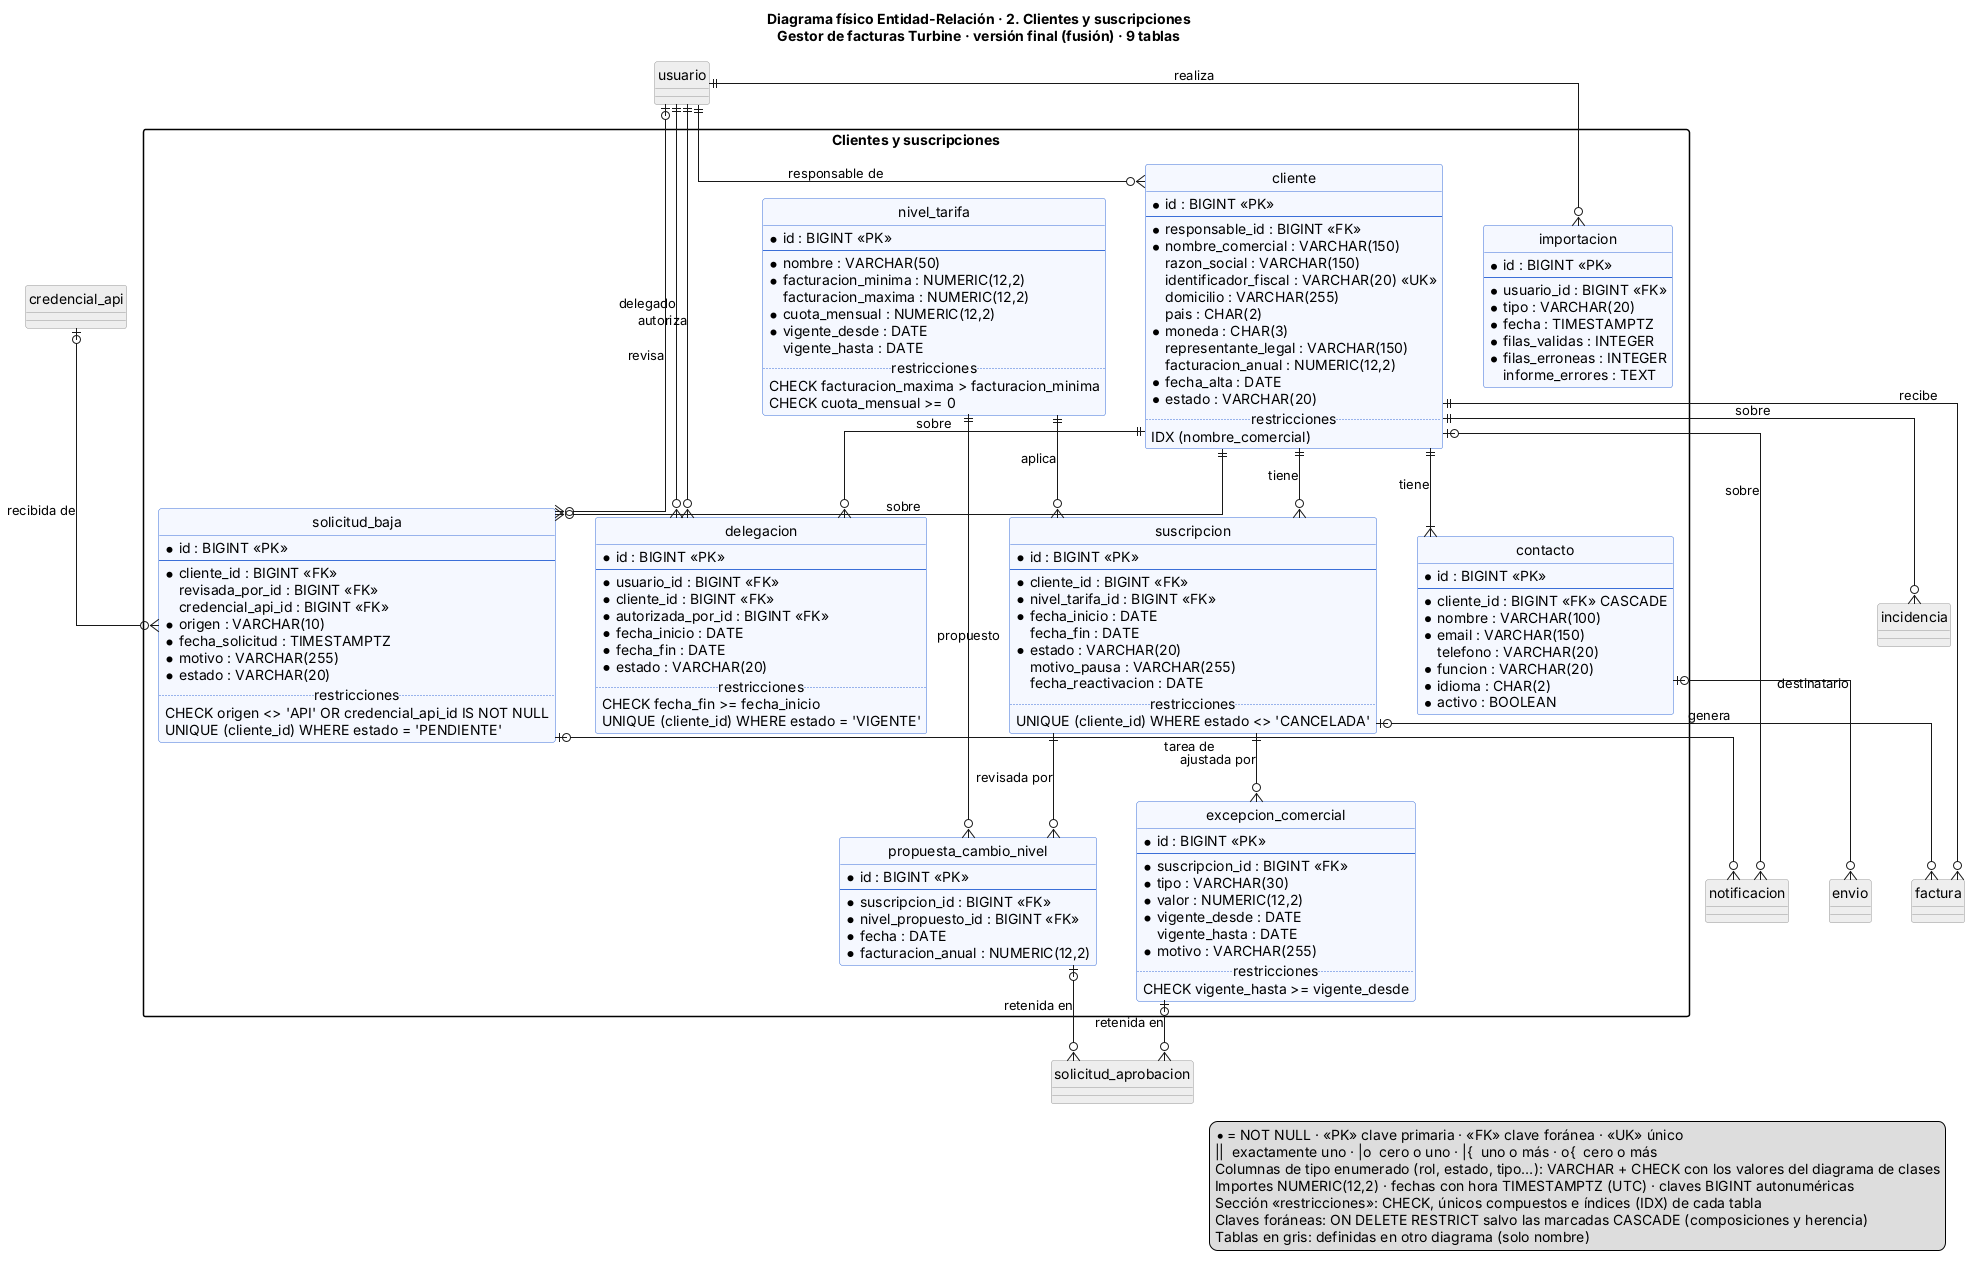 Diagrama físico Entidad-Relación · 2. Clientes y suscripciones
Gestor de facturas Turbine · versión final (fusión) · 9 tablas
usuario
realiza
Clientes y suscripciones
responsable de
cliente
* id : BIGINT «PK»
* responsable_id : BIGINT «FK»
* nombre_comercial : VARCHAR(150)
razon_social : VARCHAR(150)
identificador_fiscal : VARCHAR(20) «UK»
domicilio : VARCHAR(255)
pais : CHAR(2)
* moneda : CHAR(3)
representante_legal : VARCHAR(150)
facturacion_anual : NUMERIC(12,2)
* fecha_alta : DATE
* estado : VARCHAR(20)
restricciones
IDX (nombre_comercial)
nivel_tarifa
* id : BIGINT «PK»
* nombre : VARCHAR(50)
* facturacion_minima : NUMERIC(12,2)
facturacion_maxima : NUMERIC(12,2)
* cuota_mensual : NUMERIC(12,2)
* vigente_desde : DATE
vigente_hasta : DATE
restricciones
CHECK facturacion_maxima > facturacion_minima
CHECK cuota_mensual >= 0
importacion
* id : BIGINT «PK»
* usuario_id : BIGINT «FK»
* tipo : VARCHAR(20)
* fecha : TIMESTAMPTZ
* filas_validas : INTEGER
* filas_erroneas : INTEGER
informe_errores : TEXT
credencial_api
delegado
autoriza
revisa
recibe
sobre
sobre
aplica
tiene
tiene
sobre
recibida de
sobre
solicitud_baja
* id : BIGINT «PK»
* cliente_id : BIGINT «FK»
revisada_por_id : BIGINT «FK»
credencial_api_id : BIGINT «FK»
* origen : VARCHAR(10)
* fecha_solicitud : TIMESTAMPTZ
* motivo : VARCHAR(255)
* estado : VARCHAR(20)
restricciones
CHECK origen <> 'API' OR credencial_api_id IS NOT NULL
UNIQUE (cliente_id) WHERE estado = 'PENDIENTE'
delegacion
* id : BIGINT «PK»
* usuario_id : BIGINT «FK»
* cliente_id : BIGINT «FK»
* autorizada_por_id : BIGINT «FK»
* fecha_inicio : DATE
* fecha_fin : DATE
* estado : VARCHAR(20)
restricciones
CHECK fecha_fin >= fecha_inicio
UNIQUE (cliente_id) WHERE estado = 'VIGENTE'
propuesto
suscripcion
* id : BIGINT «PK»
* cliente_id : BIGINT «FK»
* nivel_tarifa_id : BIGINT «FK»
* fecha_inicio : DATE
fecha_fin : DATE
* estado : VARCHAR(20)
motivo_pausa : VARCHAR(255)
fecha_reactivacion : DATE
restricciones
UNIQUE (cliente_id) WHERE estado <> 'CANCELADA'
contacto
* id : BIGINT «PK»
* cliente_id : BIGINT «FK» CASCADE
* nombre : VARCHAR(100)
* email : VARCHAR(150)
telefono : VARCHAR(20)
* funcion : VARCHAR(20)
* idioma : CHAR(2)
* activo : BOOLEAN
incidencia
destinatario
genera
tarea de
ajustada por
revisada por
propuesta_cambio_nivel
* id : BIGINT «PK»
* suscripcion_id : BIGINT «FK»
* nivel_propuesto_id : BIGINT «FK»
* fecha : DATE
* facturacion_anual : NUMERIC(12,2)
excepcion_comercial
* id : BIGINT «PK»
* suscripcion_id : BIGINT «FK»
* tipo : VARCHAR(30)
* valor : NUMERIC(12,2)
* vigente_desde : DATE
vigente_hasta : DATE
* motivo : VARCHAR(255)
restricciones
CHECK vigente_hasta >= vigente_desde
notificacion
envio
factura
retenida en
retenida en
solicitud_aprobacion
• = NOT NULL · «PK» clave primaria · «FK» clave foránea · «UK» único
|| exactamente uno · |o cero o uno · |{ uno o más · o{ cero o más
Columnas de tipo enumerado (rol, estado, tipo...): VARCHAR + CHECK con los valores del diagrama de clases
Importes NUMERIC(12,2) · fechas con hora TIMESTAMPTZ (UTC) · claves BIGINT autonuméricas
Sección «restricciones»: CHECK, únicos compuestos e índices (IDX) de cada tabla
Claves foráneas: ON DELETE RESTRICT salvo las marcadas CASCADE (composiciones y herencia)
Tablas en gris: definidas en otro diagrama (solo nombre)